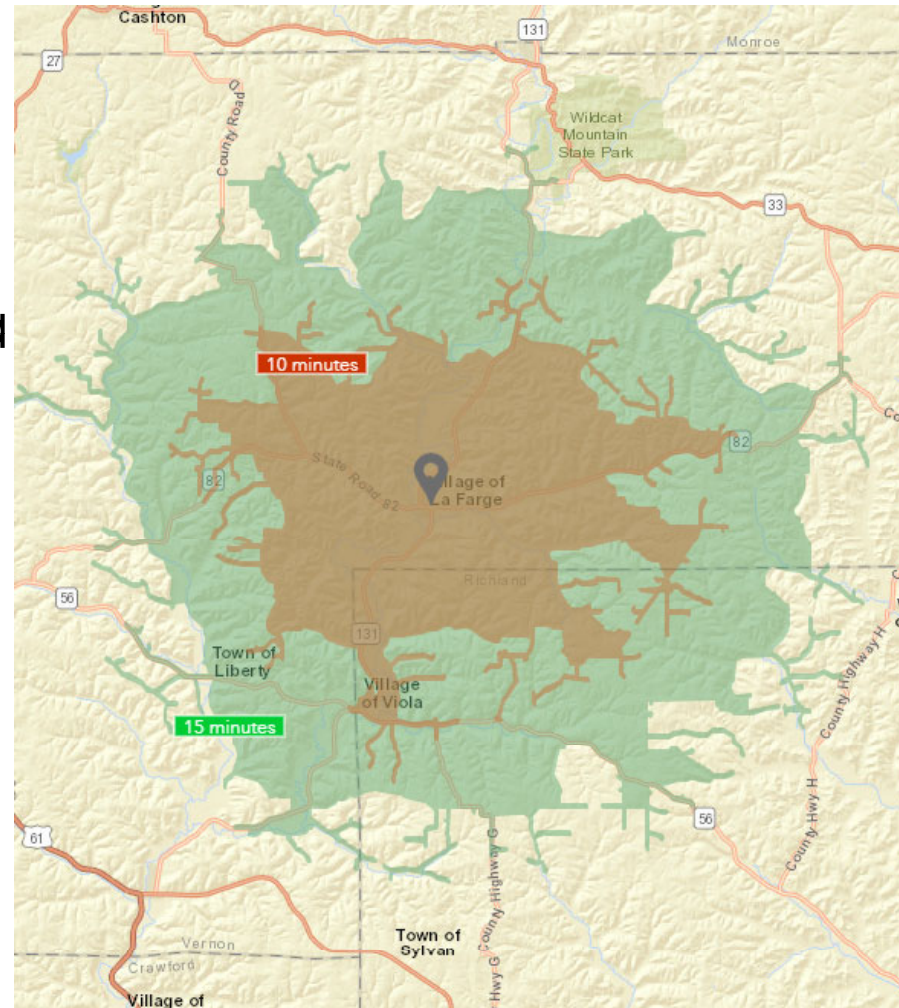 Cashton
131
Monroe
27
County Road D
Wildcat
Mountain
State Park
33
10 minutes
82
State Road 82
Village of
La Farge
82
Richland
56
131
Town of
Liberty
Village
of Viola
15 minutes
County Highway H
56
County Hwy H
61
County Highway G
Town of
Sylvan
Vernon
Crawford
Hwy G
Village of